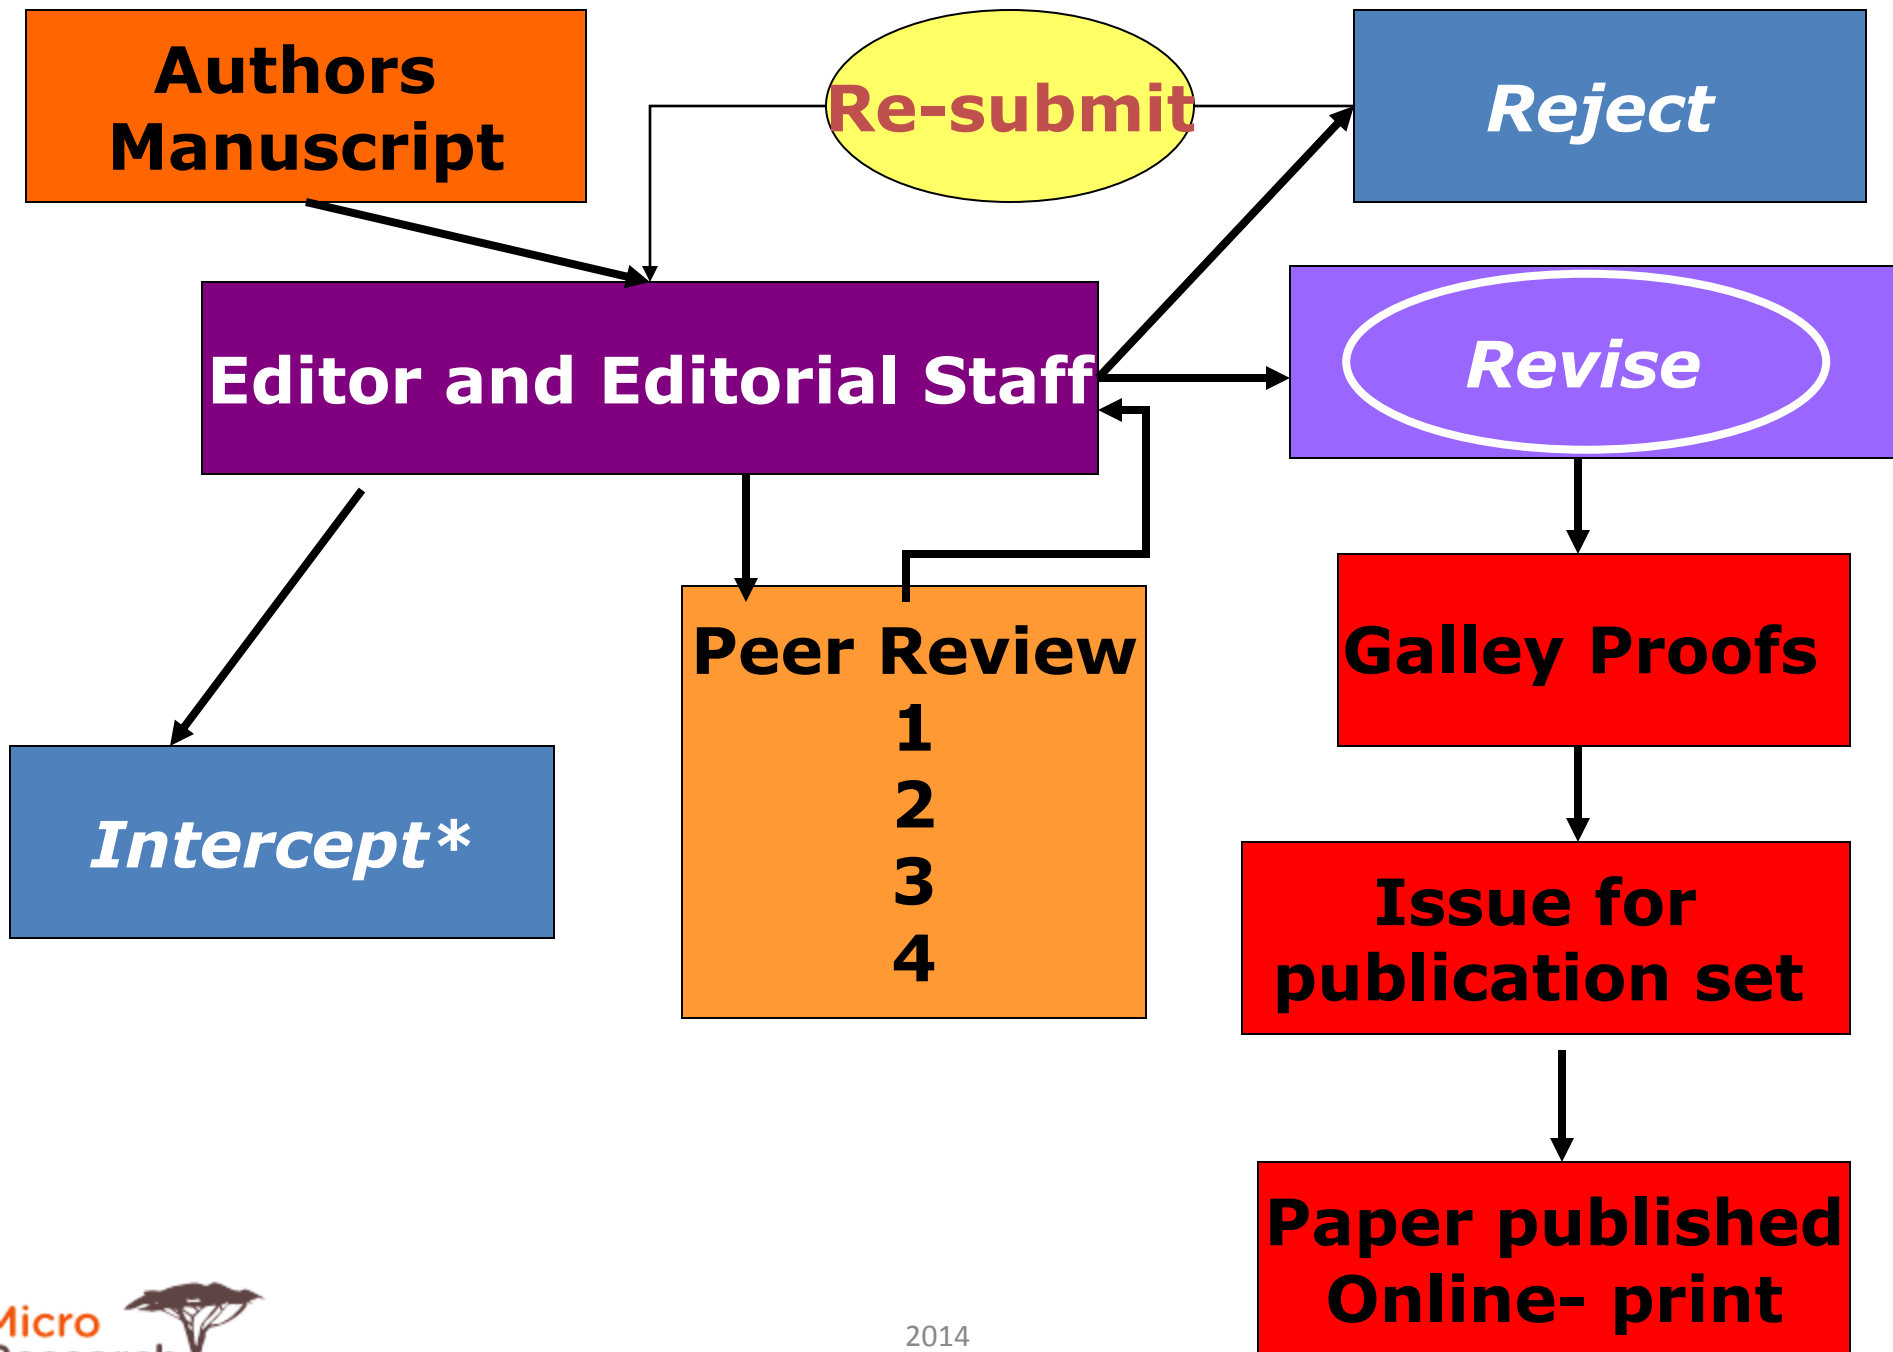 Authors
Manuscript
Re-submit
Reject
Editor and Editorial Staff
Revise
Peer Review
1
2
3
4
Galley Proofs
Intercept*
Issue for
publication set
Paper published
Online– print
Micro
2014